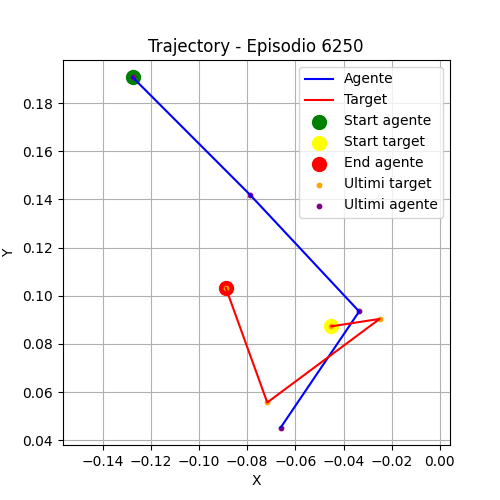 Trajectory - Episodio 6250
Agente
Target
Start agente
Start target
End agente
Ultimi target
Ultimi agente
Y
0.18
0.16
0.14
0.12
0.10
0.08
0.06
0.04
−0.14 −0.12 −0.10 −0.08 −0.06 −0.04 −0.02 0.00
X